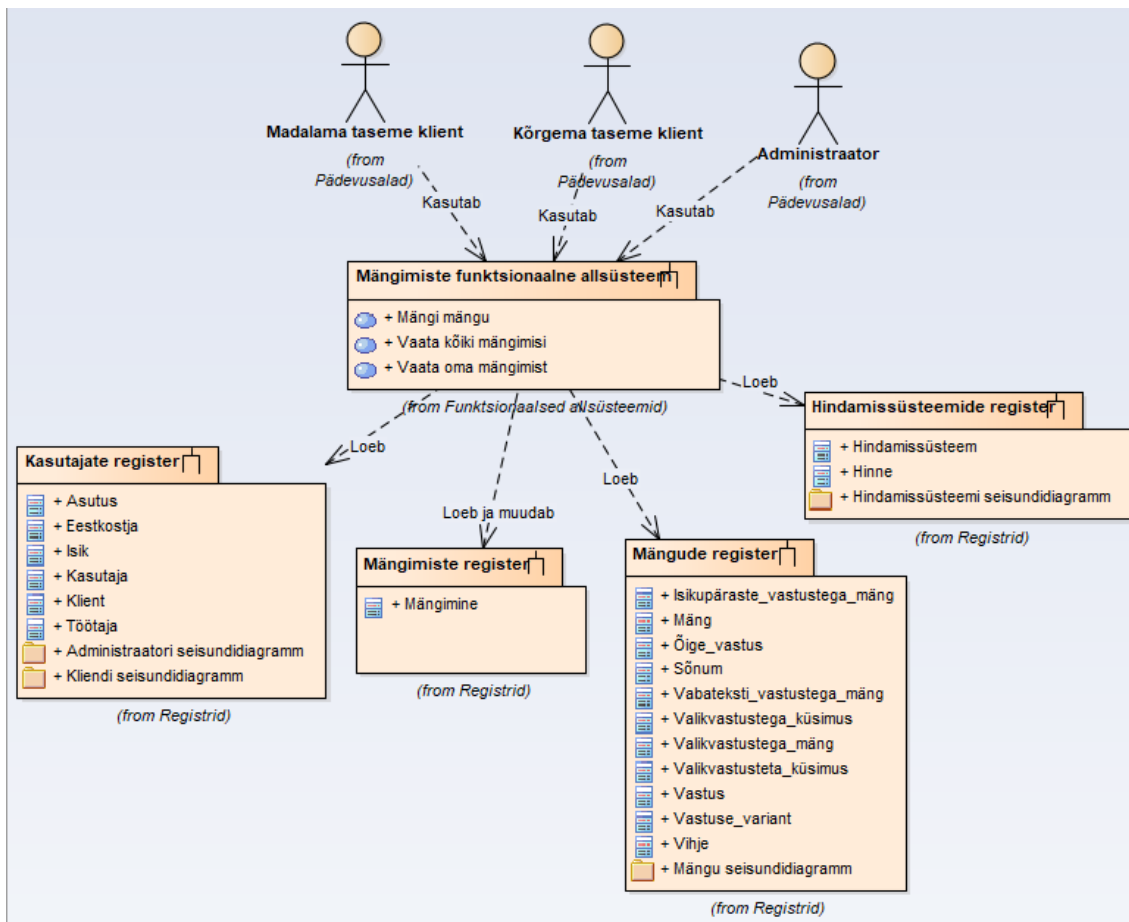 Madalama taseme klient
(from
Pädevusalad)
Kõrgema taseme klient
(from
Pädevusalad)
Administraator
(from
Pädevusalad)
Kasutab
Kasutab
Kasutab
Mängimiste funktsionaalne allsüsteem
+ Mängi mängu
+ Vaata kõiki mängimisi
+ Vaata oma mängimist
(from Funktsionaalsed allsüsteemid)
Loeb
Loeb ja muudab
Loeb
Loeb
Kasutajate register
+ Asutus
+ Eestkostja
+ Isik
+ Kasutaja
+ Klient
+ Töötaja
+ Administraatori seisundidiagramm
+ Kliendi seisundidiagramm
(from Registrid)
Mängimiste register
+ Mängimine
(from Registrid)
Mängude register
+ Isikupäraste_vastustega_mäng
+ Mäng
+ Õige_vastus
+ Sõnum
+ Vabateksti_vastustega_mäng
+ Valikvastustega_küsimus
+ Valikvastustega_mäng
+ Valikvastusteta_küsimus
+ Vastus
+ Vastuse_variant
+ Vihje
+ Mängu seisundidiagramm
(from Registrid)
Hindamissüsteemide register
+ Hindamissüsteem
+ Hinne
+ Hindamissüsteemi seisundidiagramm
(from Registrid)